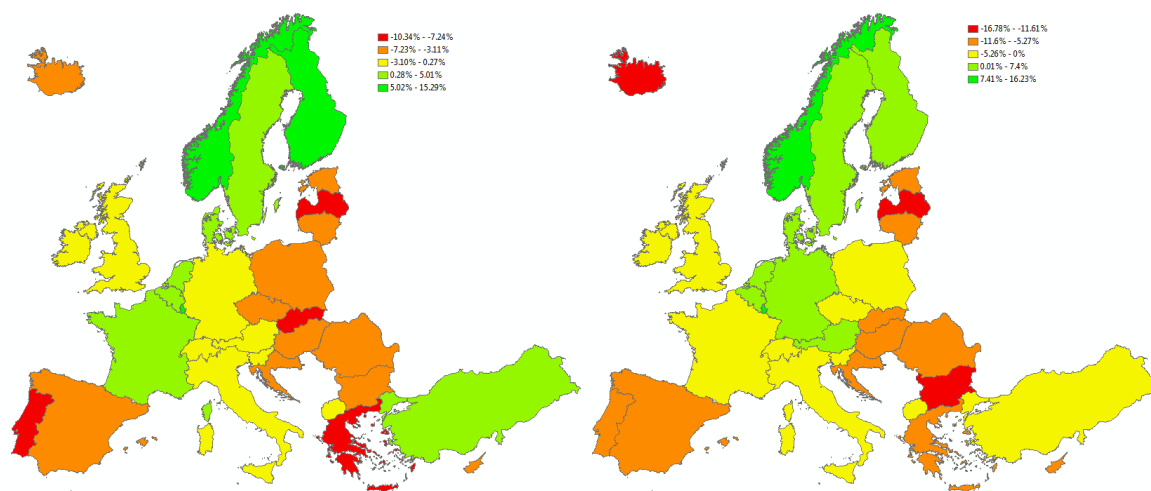 -10.34% - -7.24%
-7.23% - -3.11%
-3.10% - 0.27%
0.28% - 5.01%
5.02% - 15.29%
-16.78% - -11.61%
-11.6% - -5.27%
-5.26% - 0%
0.01% - 7.4%
7.41% - 16.23%